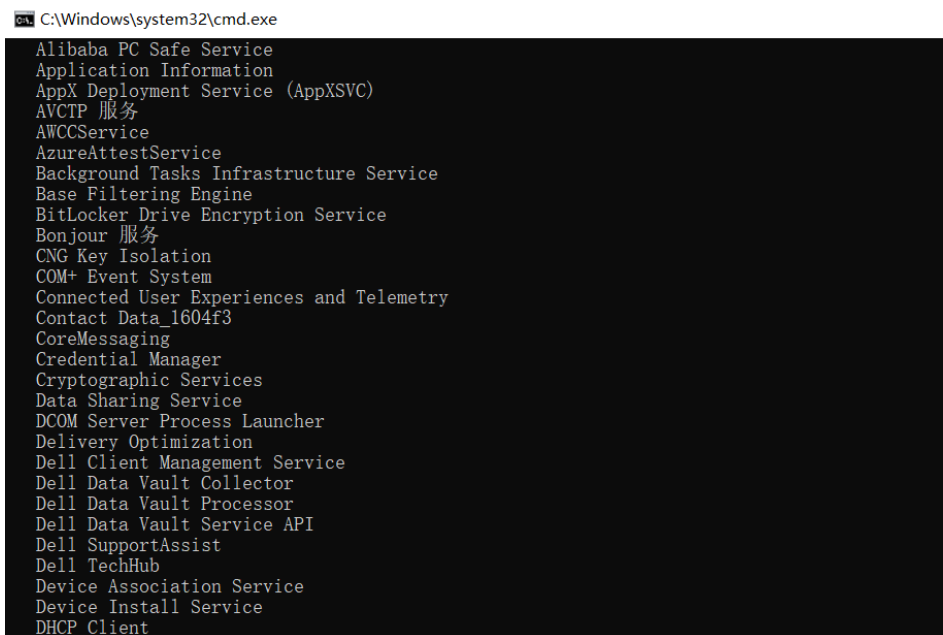 C:\Windows\system32\cmd.exe
Alibaba PC Safe Service
Application Information
AppX Deployment Service (AppXSVC)
AVCTP 服务
AWCCService
AzureAttestService
Background Tasks Infrastructure Service
Base Filtering Engine
BitLocker Drive Encryption Service
Bonjour 服务
CNG Key Isolation
COM+ Event System
Connected User Experiences and Telemetry
Contact Data_1604f3
CoreMessaging
Credential Manager
Cryptographic Services
Data Sharing Service
DCOM Server Process Launcher
Delivery Optimization
Dell Client Management Service
Dell Data Vault Collector
Dell Data Vault Processor
Dell Data Vault Service API
Dell SupportAssist
Dell TechHub
Device Association Service
Device Install Service
DHCP Client